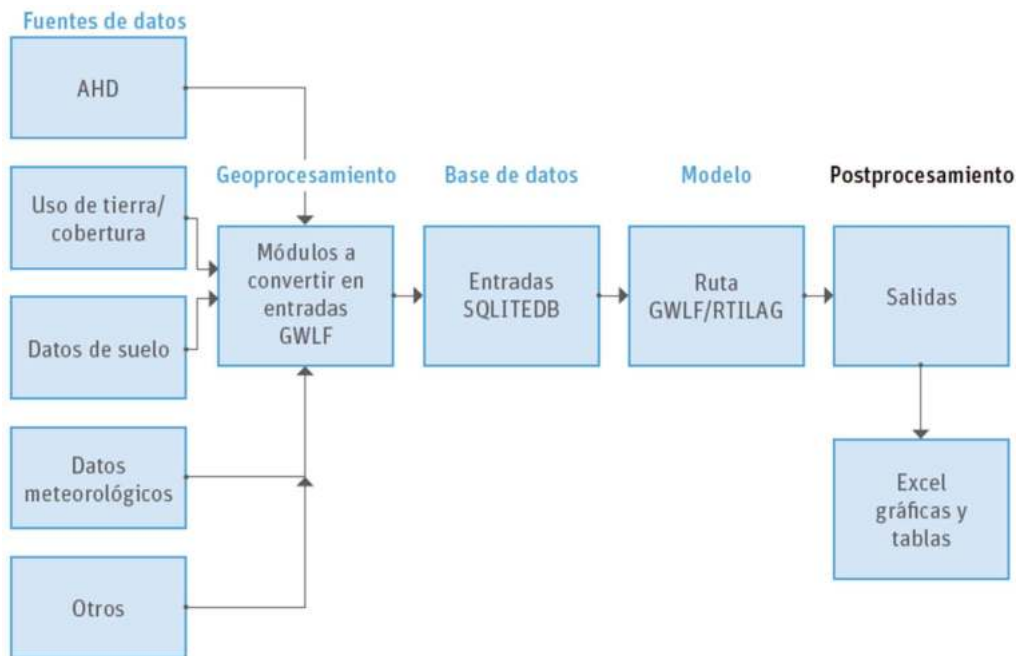 Fuentes de datos
AHD
Uso de tierra/
cobertura
Datos de suelo
Datos
meteorológicos
Otros
Geoprocesamiento
Módulos a
convertir en
entradas
GWLF
Base de datos
Entradas
SQLITEDB
Modelo
Ruta
GWLF/RTILAG
Postprocesamiento
Salidas
Excel
gráficas y
tablas